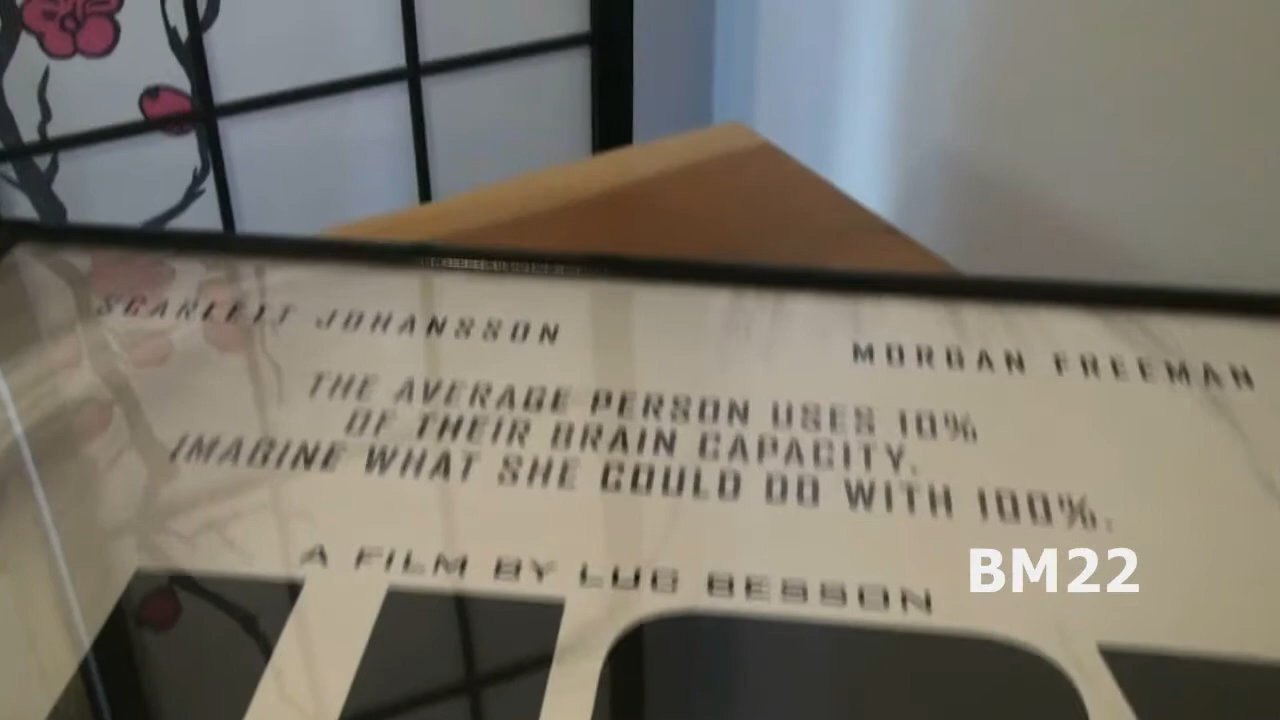 SCARLETT JOHANSSON
MORGAN FREEMAN
THE AVERAGE PERSON USES 10%
OF THEIR BRAIN CAPACITY.
IMAGINE WHAT SHE COULD DO WITH 100%.
A FILM BY LUC BESSON
BM22